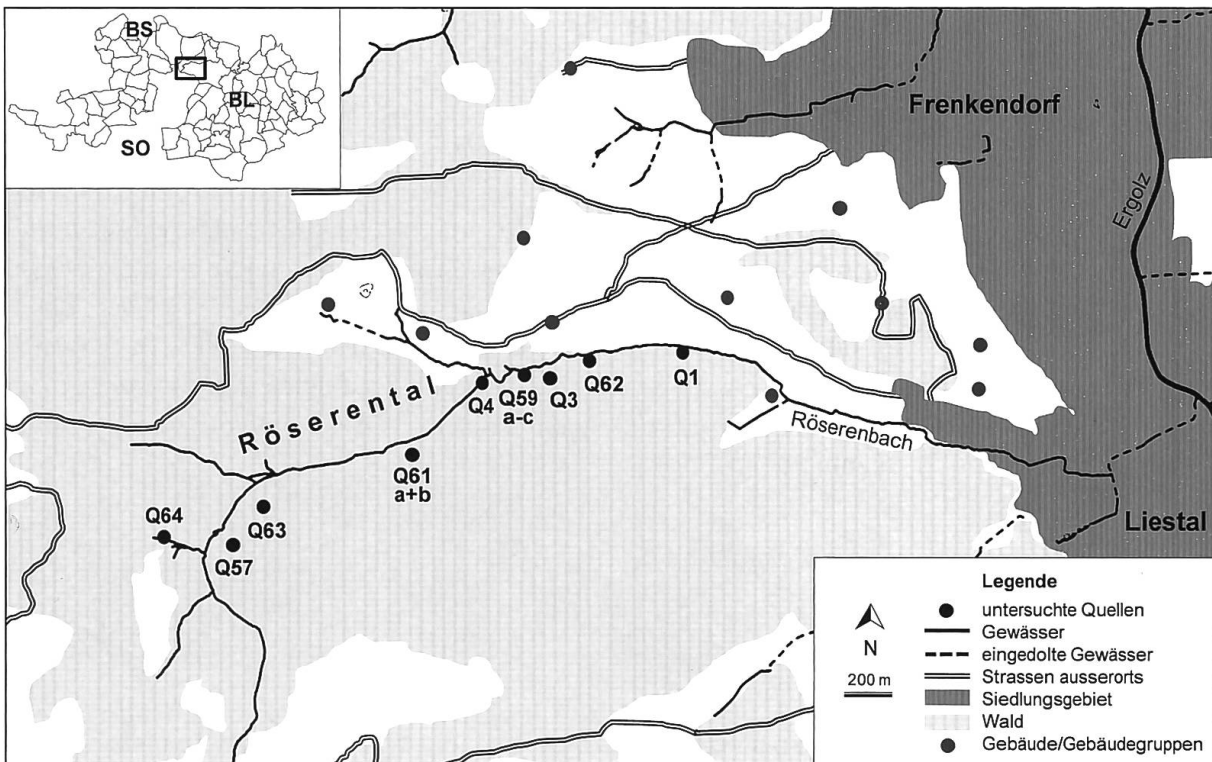 BS
BL
SO
Frenkendorf
Ergolz
Röserental
Q4
Q59
a-c
Q3
Q62
Q1
Röserenbach
Q61
a+b
Q64
Q63
Q57
Liestal
Legende
untersuchte Quellen
Gewässer
eingedolte Gewässer
Strassen ausserorts
Siedlungsgebiet
Wald
Gebäude/Gebäudegruppen
N
200 m